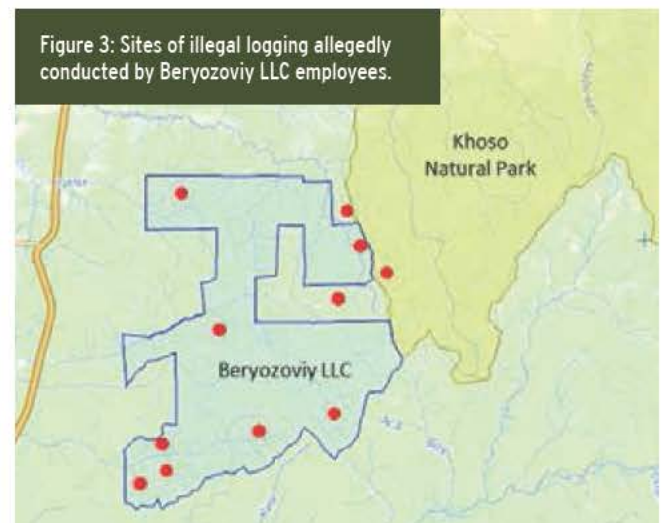 Figure 3: Sites of illegal logging allegedly
conducted by Beryozoviy LLC employees.
Khoso
Natural Park
Beryozoviy LLC